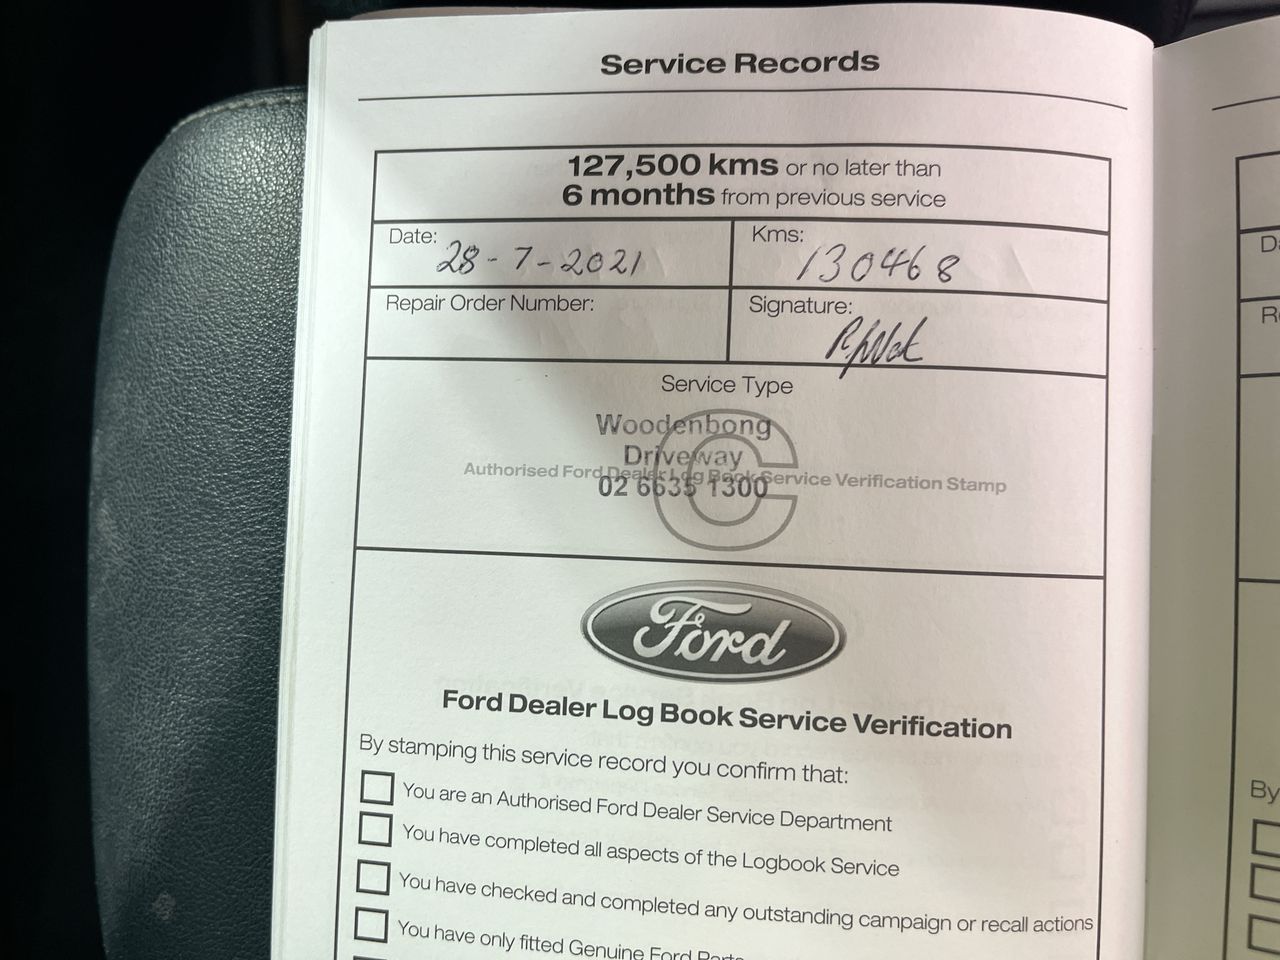 Service Records
127,500 kms or no later than
6 months from previous service
Date: 28-7-2021
Kms: 130468
Repair Order Number:
Signature:
Service Type
C
Woodenbong
Driveway
Authorised Ford Dealer Log Book Service Verification Stamp
02 6635 1300
Ford
Ford Dealer Log Book Service Verification
By stamping this service record you confirm that:
You are an Authorised Ford Dealer Service Department
You have completed all aspects of the Logbook Service
You have checked and completed any outstanding campaign or recall actions
You have only fitted Genuine Ford Parts
D
R
By